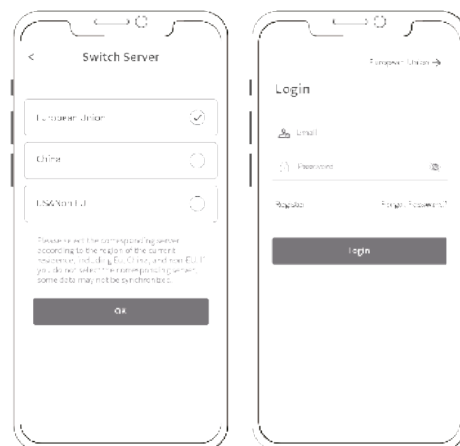 Switch Server
European Union
China
USA/Non EU
Please select the corresponding server
according to the region of the current
residence, including EU, China, and non-EU. If
you do not select the corresponding server,
some data may not be synchronized.
OK
European Union
Login
Email
Password
Register
Forgot Password?
Login